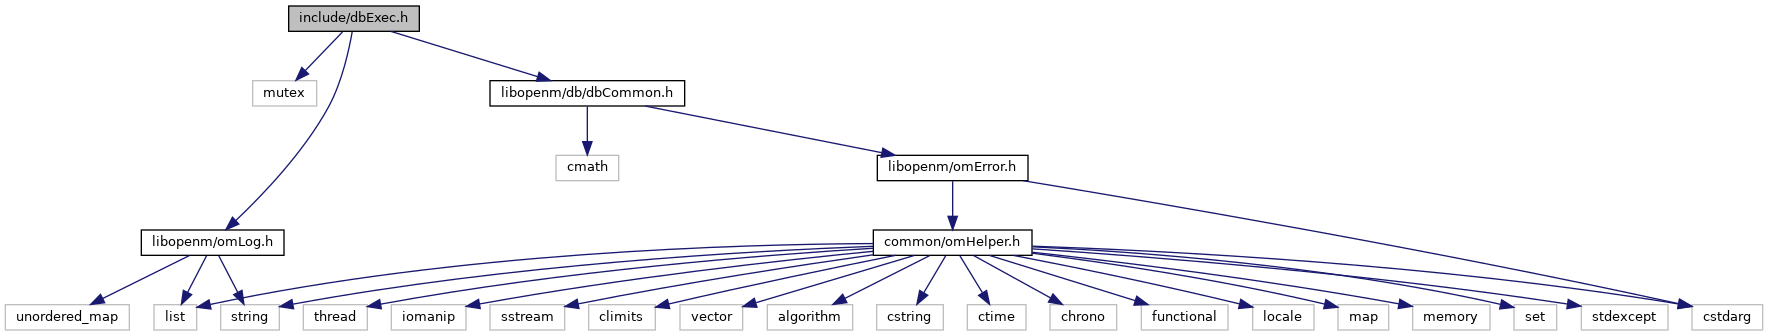 include/dbExec.h
mutex
libopenm/db/dbCommon.h
cmath
libopenm/omError.h
libopenm/omLog.h
common/omHelper.h
unordered_map
list
string
thread
iomanip
sstream
climits
vector
algorithm
cstring
ctime
chrono
functional
locale
map
memory
set
stdexcept
cstdarg